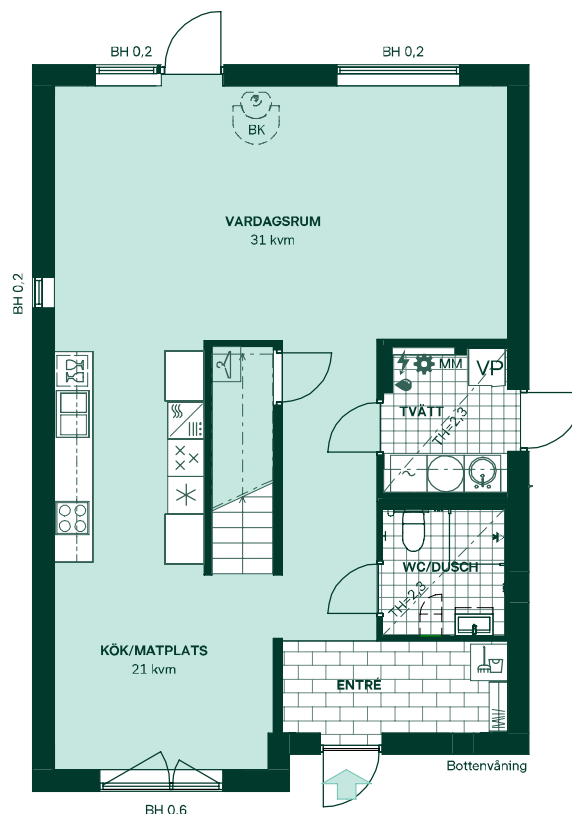 BH 0,2
BH 0,2
BK
VARDAGSRUM
31 kvm
BH 0,2
MM
VP
TVÄTT
TH=2,3
WC/DUSCH
TH=2,3
KÖK/MATPLATS
21 kvm
ENTRÉ
Bottenvåning
BH 0,6